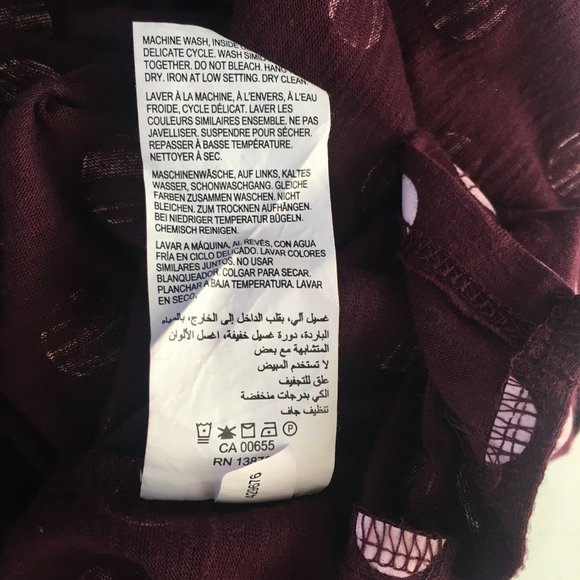 MACHINE WASH, INSIDE
DELICATE CYCLE. WASH
TOGETHER. DO NOT BLEACH.
DRY. IRON AT LOW SETTING. DRY CLEAN
LAVER À LA MACHINE, À L'ENVERS, À L'EAU
FROIDE, CYCLE DÉLICAT. LAVER LES
COULEURS SIMILAIRES ENSEMBLE. NE PAS
JAVELLISER. SUSPENDRE POUR SÉCHER.
REPASSER À BASSE TEMPÉRATURE.
NETTOYER À SEC.
MASCHINENWÄSCHE, AUF LINKS, KALTES
WASSER, SCHONWASCHGANG. GLEICHE
FARBEN ZUSAMMEN WASCHEN. NICHT
BLEICHEN. ZUM TROCKNEN AUFHÄNGEN.
BEI NIEDRIGER TEMPERATUR BÜGELN.
CHEMISCH REINIGEN.
LAVAR A MÁQUINA, AL REVÉS, CON AGUA
FRÍA EN CICLO DELICADO. LAVAR COLORES
SIMILARES JUNTOS. NO USAR
BLANQUEADOR. COLGAR PARA SECAR.
PLANCHAR A BAJA TEMPERATURA. LAVAR
EN SECO.
غسيل آلي، بقلب الداخل إلى الخارج، بالمياه
الباردة، دورة غسيل خفيفة، اغسل الألوان
المتشابهة مع بعض
لا تستخدم المبيض
علق للتجفيف
الكي بدرجات منخفضة
تنظيف جاف
P
CA 00655
RN
429676